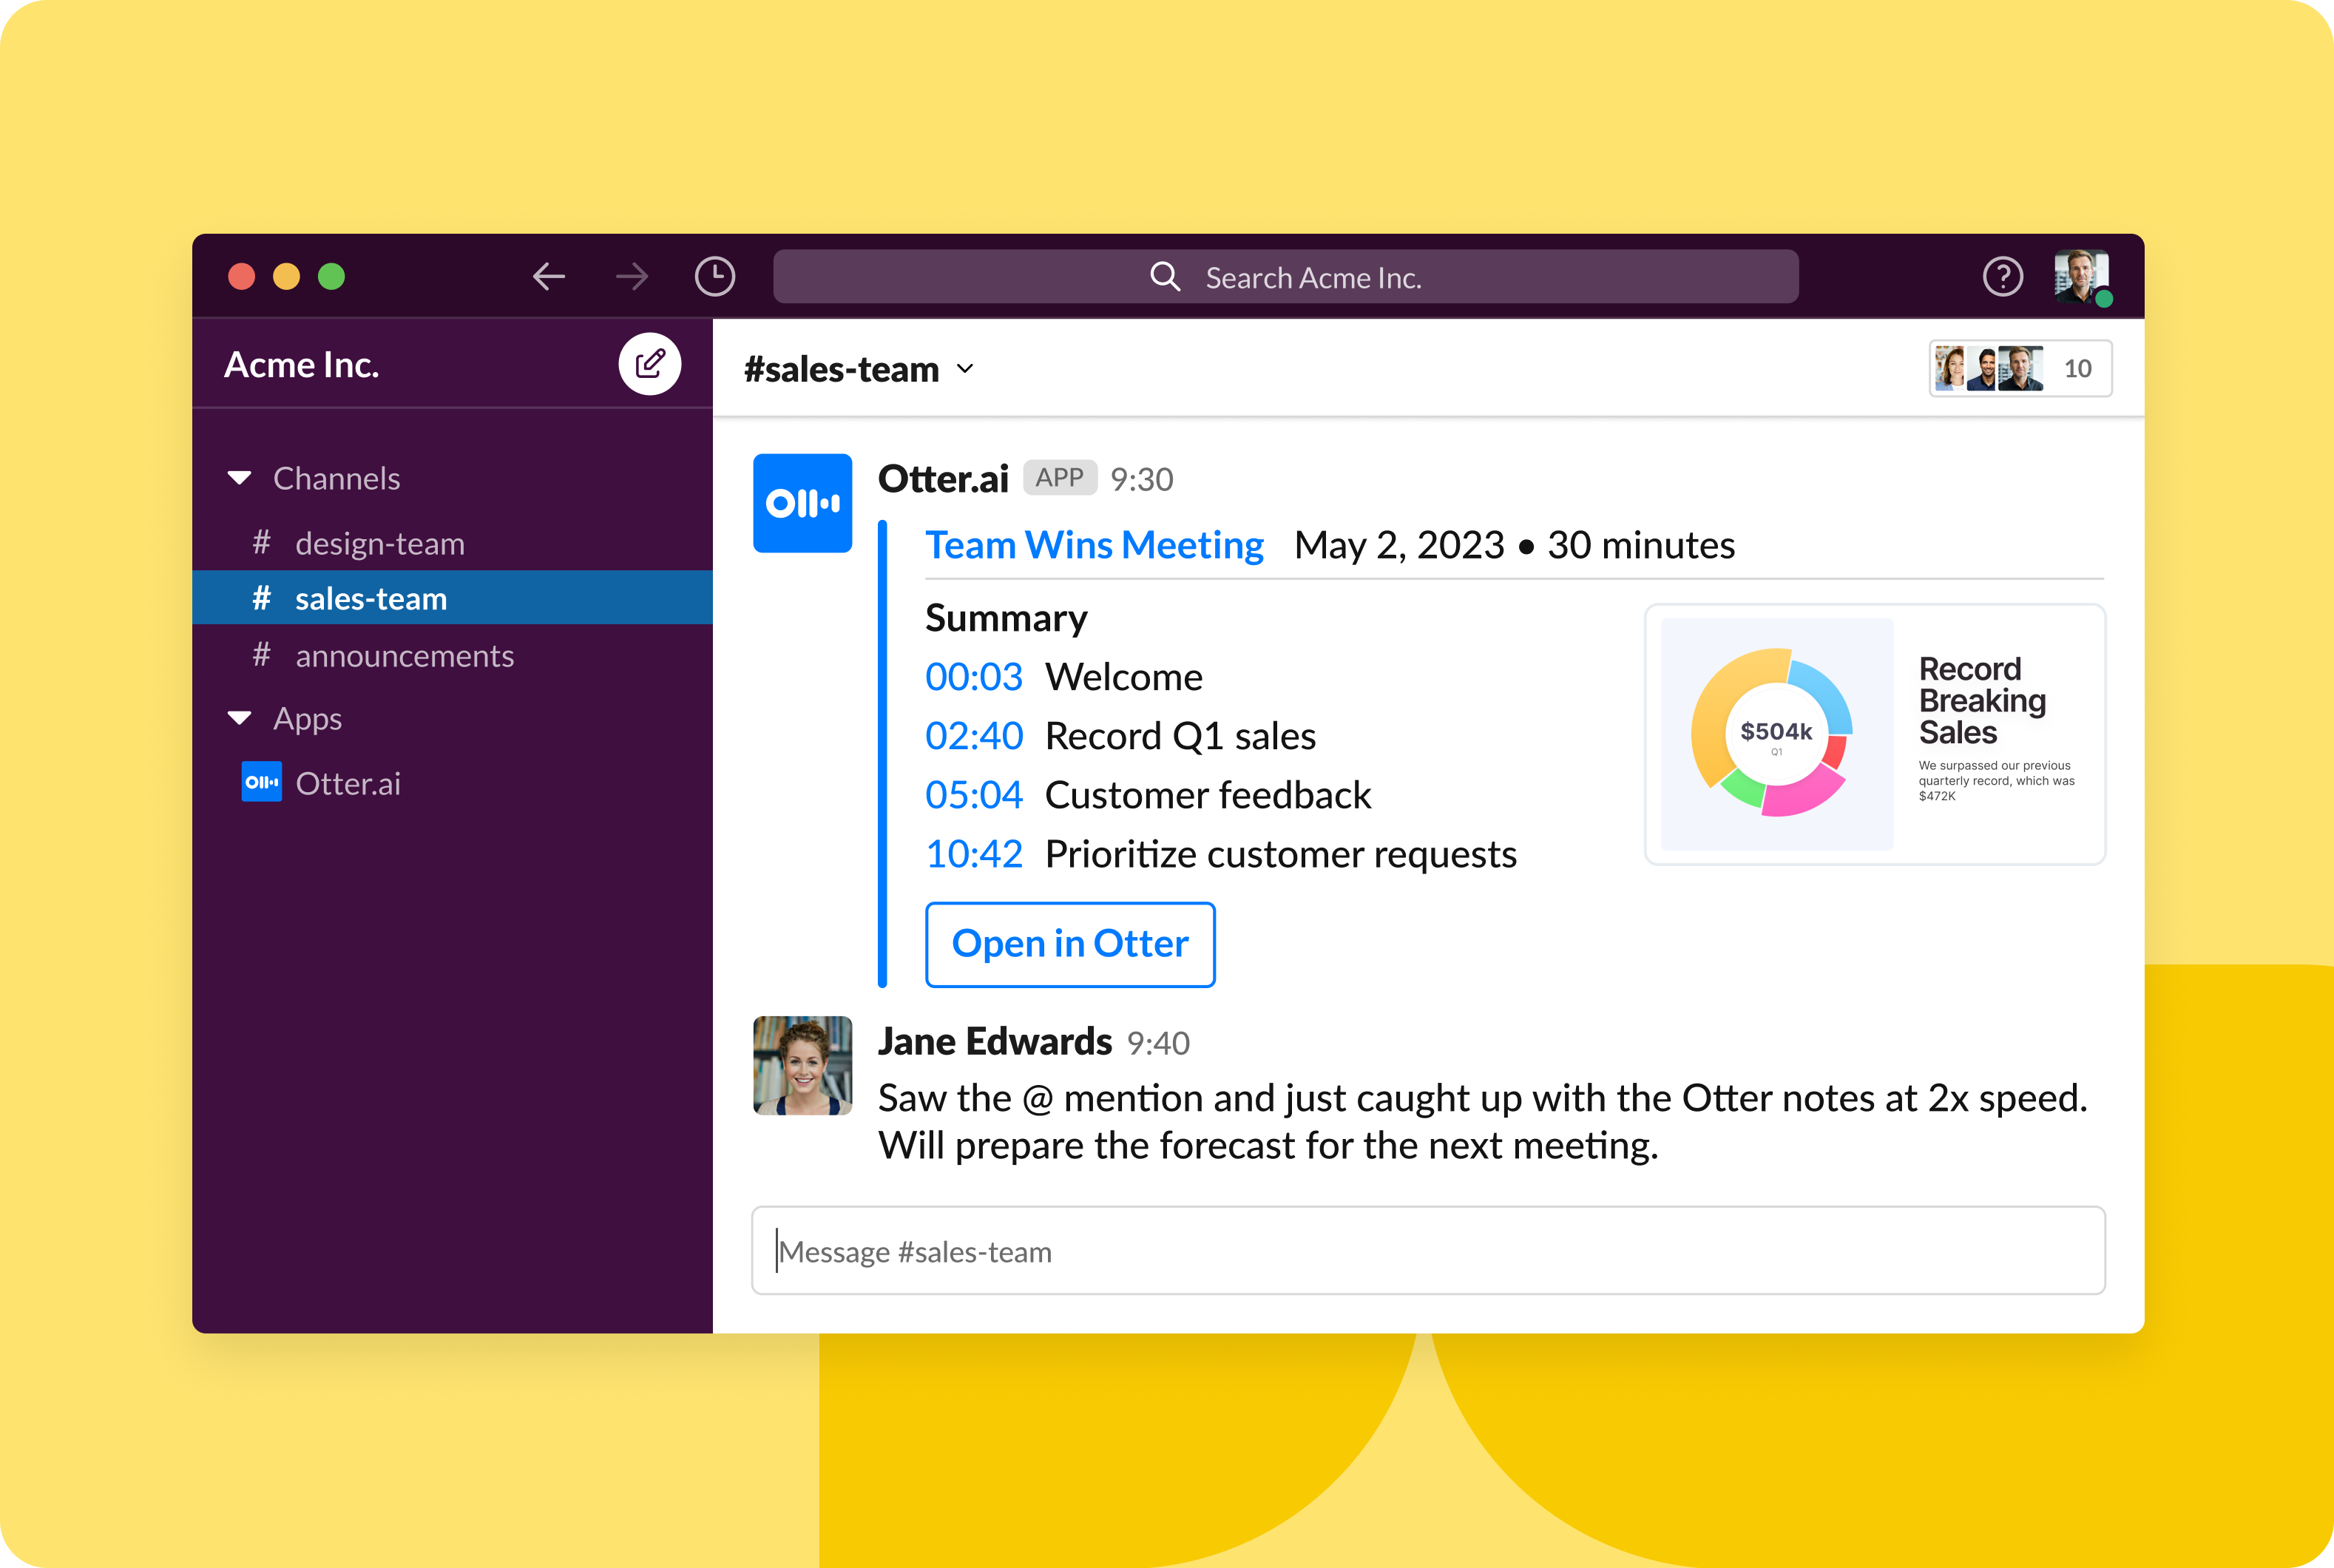 Search Acme Inc.
Acme Inc.
Channels
# design-team
# sales-team
# announcements
Apps
Otter.ai
#sales-team
10
Otter.ai APP 9:30
Team Wins Meeting May 2, 2023 • 30 minutes
Summary
00:03 Welcome
02:40 Record Q1 sales
05:04 Customer feedback
10:42 Prioritize customer requests
$504k
Q1
Record
Breaking
Sales
We surpassed our previous
quarterly record, which was
$472K
Open in Otter
Jane Edwards 9:40
Saw the @ mention and just caught up with the Otter notes at 2x speed.
Will prepare the forecast for the next meeting.
Message #sales-team